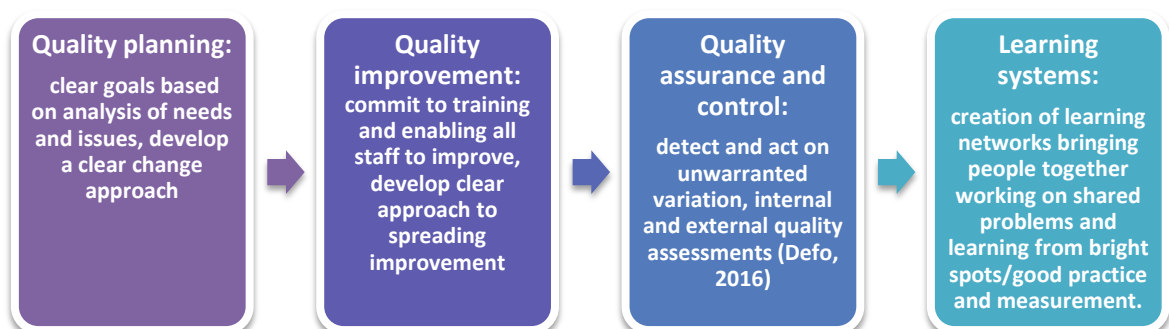 Quality planning:
clear goals based
on analysis of needs
and issues, develop
a clear change
approach
Quality
improvement:
commit to training
and enabling all
staff to improve,
develop clear
approach to
spreading
improvement
Quality
assurance and
control:
detect and act on
unwarranted
variation, internal
and external quality
assessments (Defo,
2016)
Learning
systems:
creation of learning
networks bringing
people together
working on shared
problems and
learning from bright
spots/good practice
and measurement.